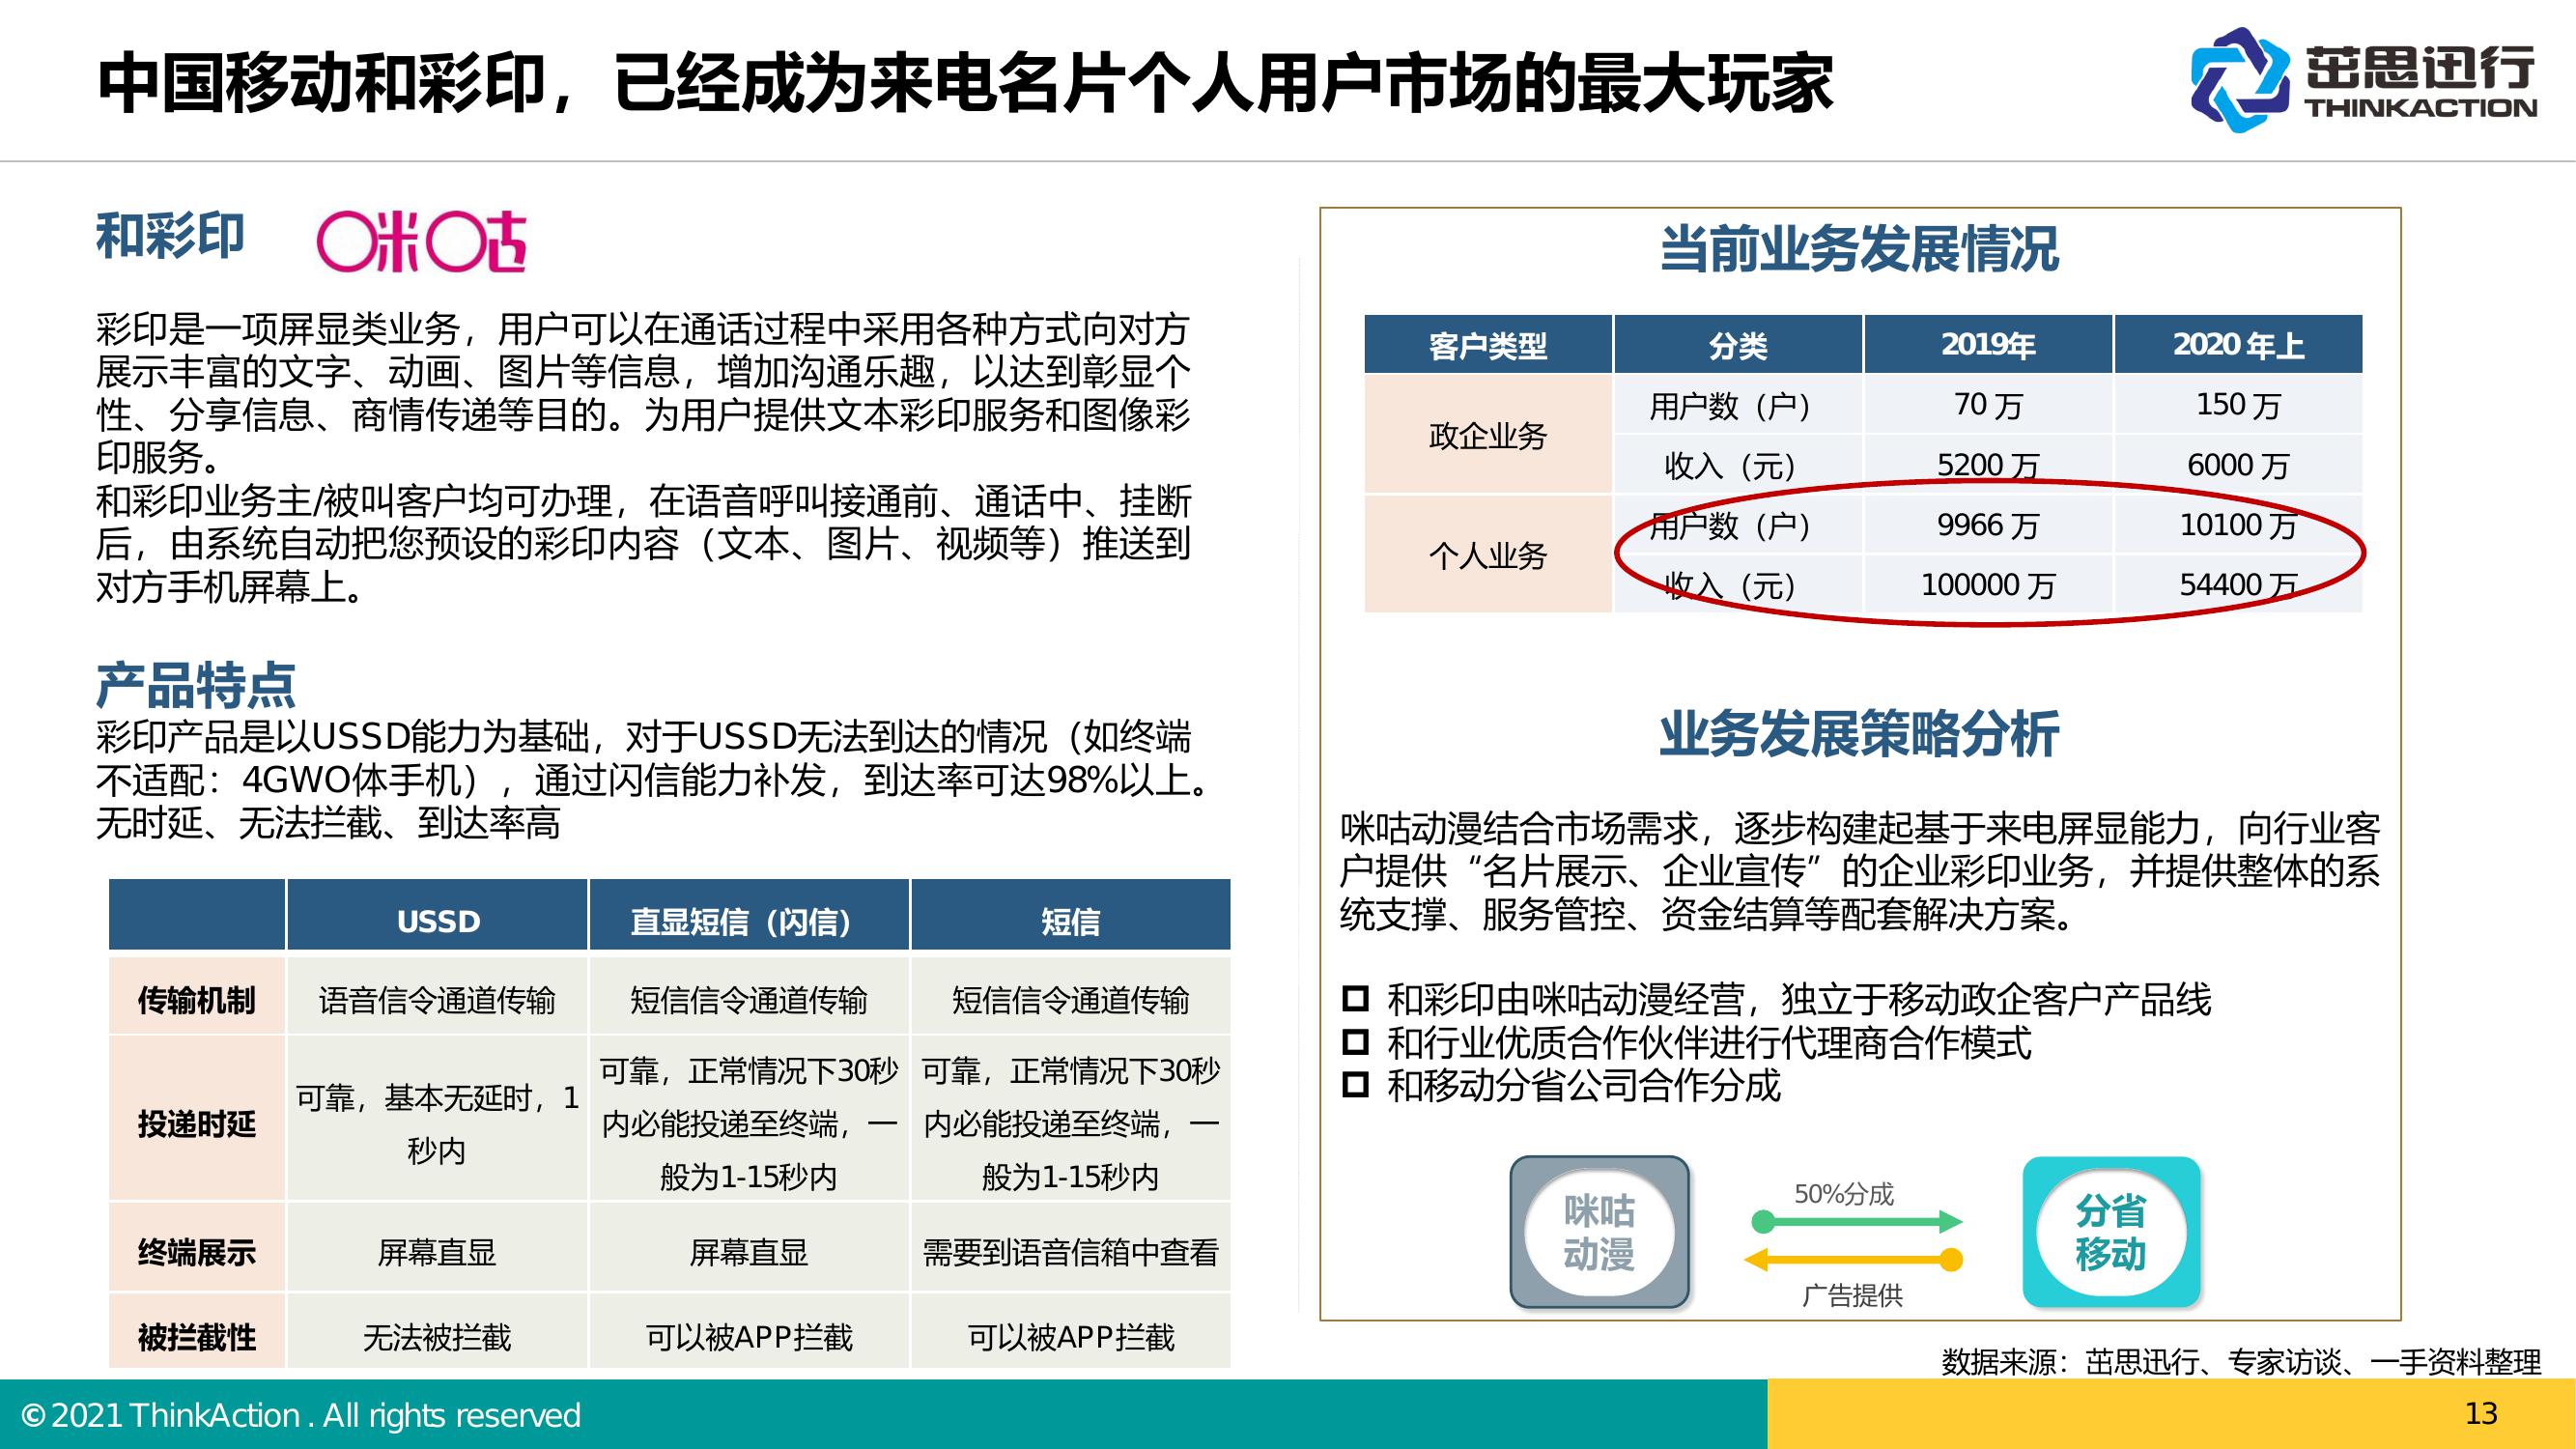 中国移动和彩印，已经成为来电名片个人用户市场的最大玩家
茁思迅行
THINKACTION
和彩印
咪咕
彩印是一项屏显类业务，用户可以在通话过程中采用各种方式向对方
展示丰富的文字、动画、图片等信息，增加沟通乐趣，以达到彰显个
性、分享信息、商情传递等目的。为用户提供文本彩印服务和图像彩
印服务。
和彩印业务主/被叫客户均可办理，在语音呼叫接通前、通话中、挂断
后，由系统自动把您预设的彩印内容（文本、图片、视频等）推送到
对方手机屏幕上。
产品特点
彩印产品是以USSD能力为基础，对于USSD无法到达的情况（如终端
不适配：4GWO体手机），通过闪信能力补发，到达率可达98%以上。
无时延、无法拦截、到达率高
USSD 直显短信（闪信） 短信
传输机制 语音信令通道传输 短信信令通道传输 短信信令通道传输
投递时延 可靠，基本无延时，1
秒内
可靠，正常情况下30秒
内必能投递至终端，一
般为1-15秒内
可靠，正常情况下30秒
内必能投递至终端，一
般为1-15秒内
终端展示 屏幕直显 屏幕直显 需要到语音信箱中查看
被拦截性 无法被拦截 可以被APP拦截 可以被APP拦截
当前业务发展情况
客户类型 分类 2019年 2020 年上
政企业务 用户数（户） 70 万 150 万
收入（元） 5200 万 6000 万
个人业务 用户数（户） 9966 万 10100 万
收入（元） 100000 万 54400 万
业务发展策略分析
咪咕动漫结合市场需求，逐步构建起基于来电屏显能力，向行业客
户提供“名片展示、企业宣传”的企业彩印业务，并提供整体的系
统支撑、服务管控、资金结算等配套解决方案。
和彩印由咪咕动漫经营，独立于移动政企客户产品线
和行业优质合作伙伴进行代理商合作模式
和移动分省公司合作分成
咪咕
动漫
50%分成
广告提供
分省
移动
数据来源：茁思迅行、专家访谈、一手资料整理
© 2021 ThinkAction . All rights reserved
13